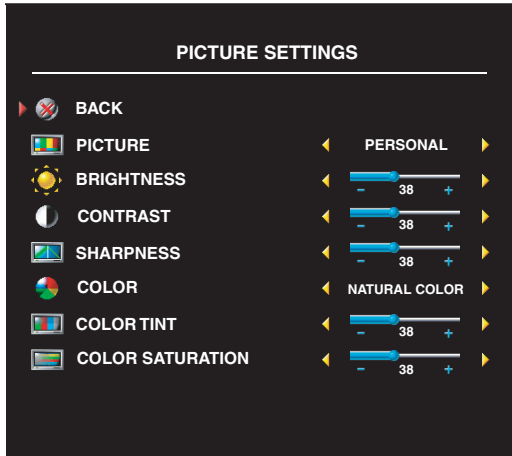 PICTURE SETTINGS
BACK
PICTURE PERSONAL
BRIGHTNESS - 38 +
CONTRAST - 38 +
SHARPNESS - 38 +
COLOR NATURAL COLOR
COLOR TINT - 38 +
COLOR SATURATION - 38 +